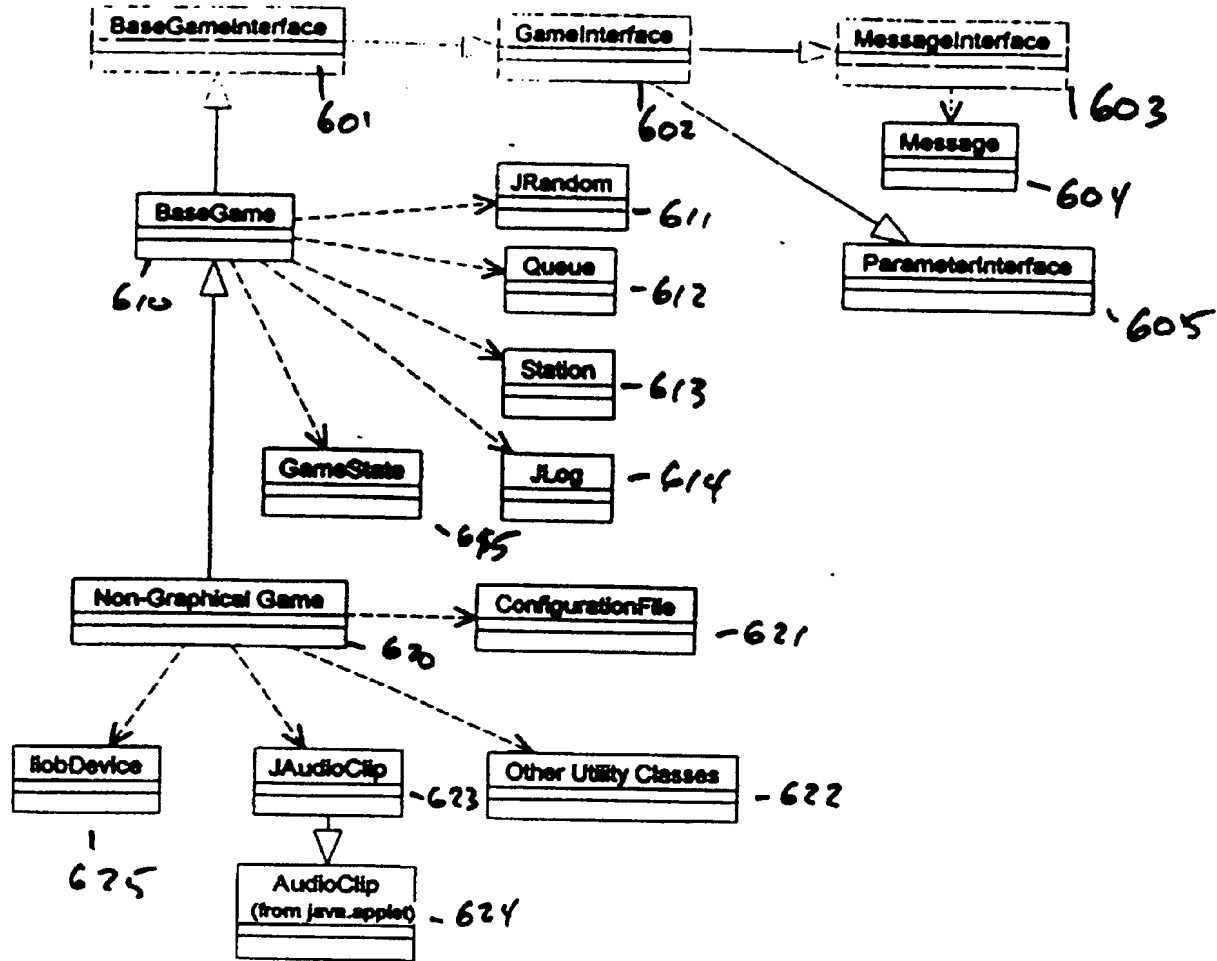 BaseGameInterface
GameInterface
MessageInterface
601
602
603
Message
604
JRandom
611
BaseGame
610
Queue
612
ParameterInterface
605
Station
613
GameState
615
JLog
614
Non-Graphical Game
620
ConfigurationFile
621
IiobDevice
625
JAudioClip
623
Other Utility Classes
622
AudioClip
(from java.applet)
624